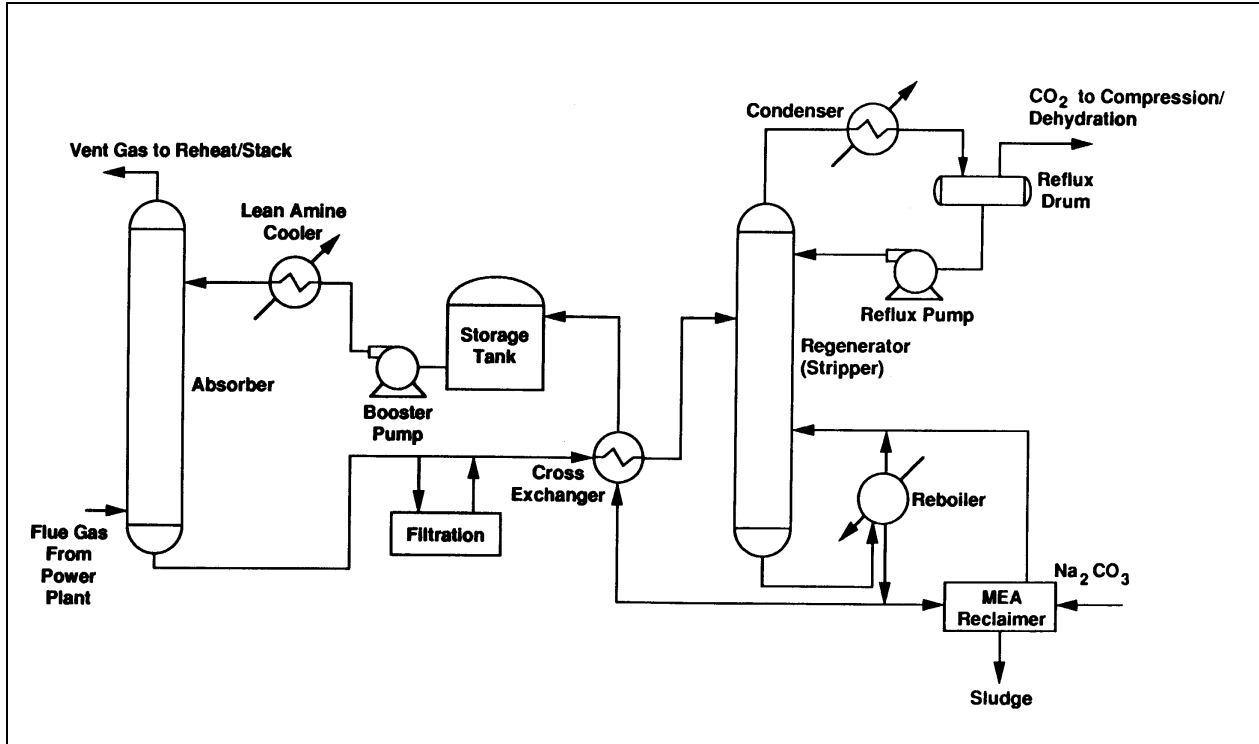 Vent Gas to Reheat/Stack
Lean Amine
Cooler
Absorber
Flue Gas
From
Power
Plant
Booster
Pump
Storage
Tank
Filtration
Cross
Exchanger
Condenser
CO2 to Compression/
Dehydration
Reflux
Drum
Reflux Pump
Regenerator
(Stripper)
Reboiler
Na2CO3
MEA
Reclaimer
Sludge